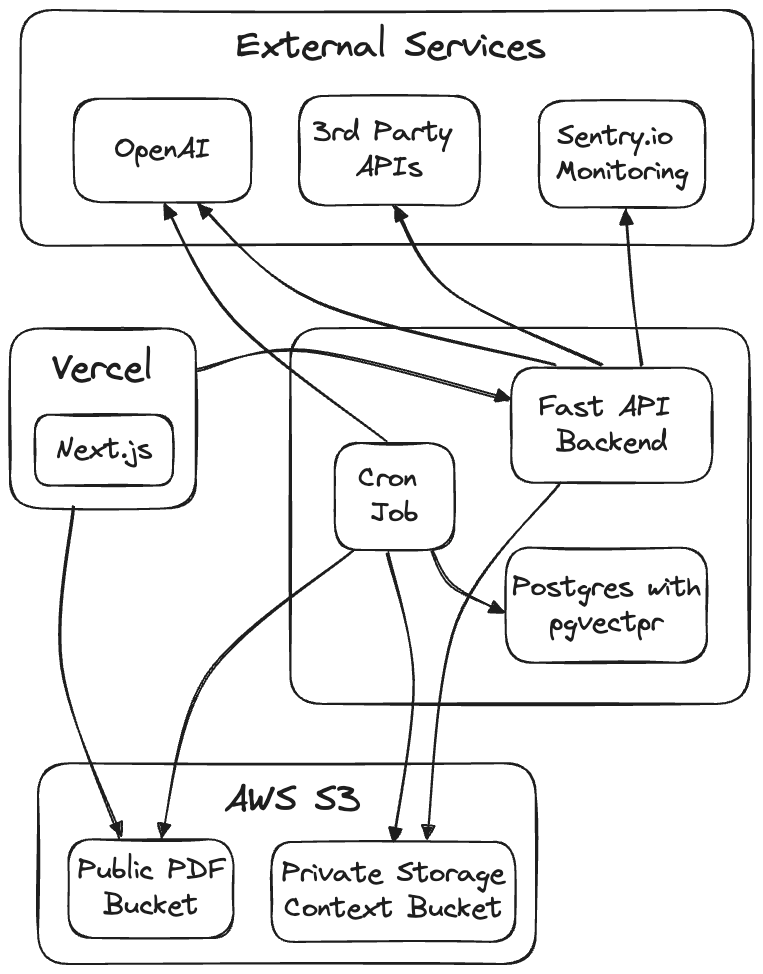 External Services
OpenAI
3rd Party
APIs
Sentry.io
Monitoring
Vercel
Next.js
Fast API
Backend
Cron
Job
Postgres with
pgvectpr
AWS S3
Public PDF
Bucket
Private Storage
Context Bucket